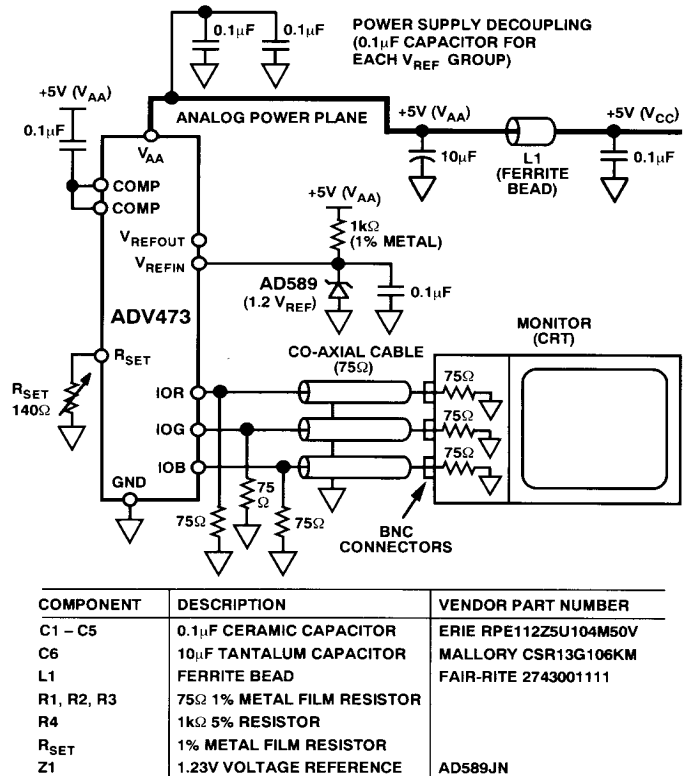 0.1µF
0.1µF
POWER SUPPLY DECOUPLING
(0.1µF CAPACITOR FOR
EACH VREF GROUP)
+5V (VAA)
0.1µF
ANALOG POWER PLANE
+5V (VAA)
+5V (VCC)
10µF
L1
(FERRITE
BEAD)
0.1µF
VAA
COMP
COMP
VREFOUT
VREFIN
+5V (VAA)
1kΩ
(1% METAL)
AD589
(1.2 VREF)
0.1µF
ADV473
MONITOR
(CRT)
CO-AXIAL CABLE
(75Ω)
RSET
RSET
140Ω
IOR
IOG
IOB
75Ω
75Ω
75Ω
GND
75Ω
75
Ω
75Ω
BNC
CONNECTORS
COMPONENT DESCRIPTION VENDOR PART NUMBER
C1 – C5 0.1µF CERAMIC CAPACITOR ERIE RPE112Z5U104M50V
C6 10µF TANTALUM CAPACITOR MALLORY CSR13G106KM
L1 FERRITE BEAD FAIR-RITE 2743001111
R1, R2, R3 75Ω 1% METAL FILM RESISTOR
R4 1kΩ 5% RESISTOR
RSET 1% METAL FILM RESISTOR
Z1 1.23V VOLTAGE REFERENCE AD589JN